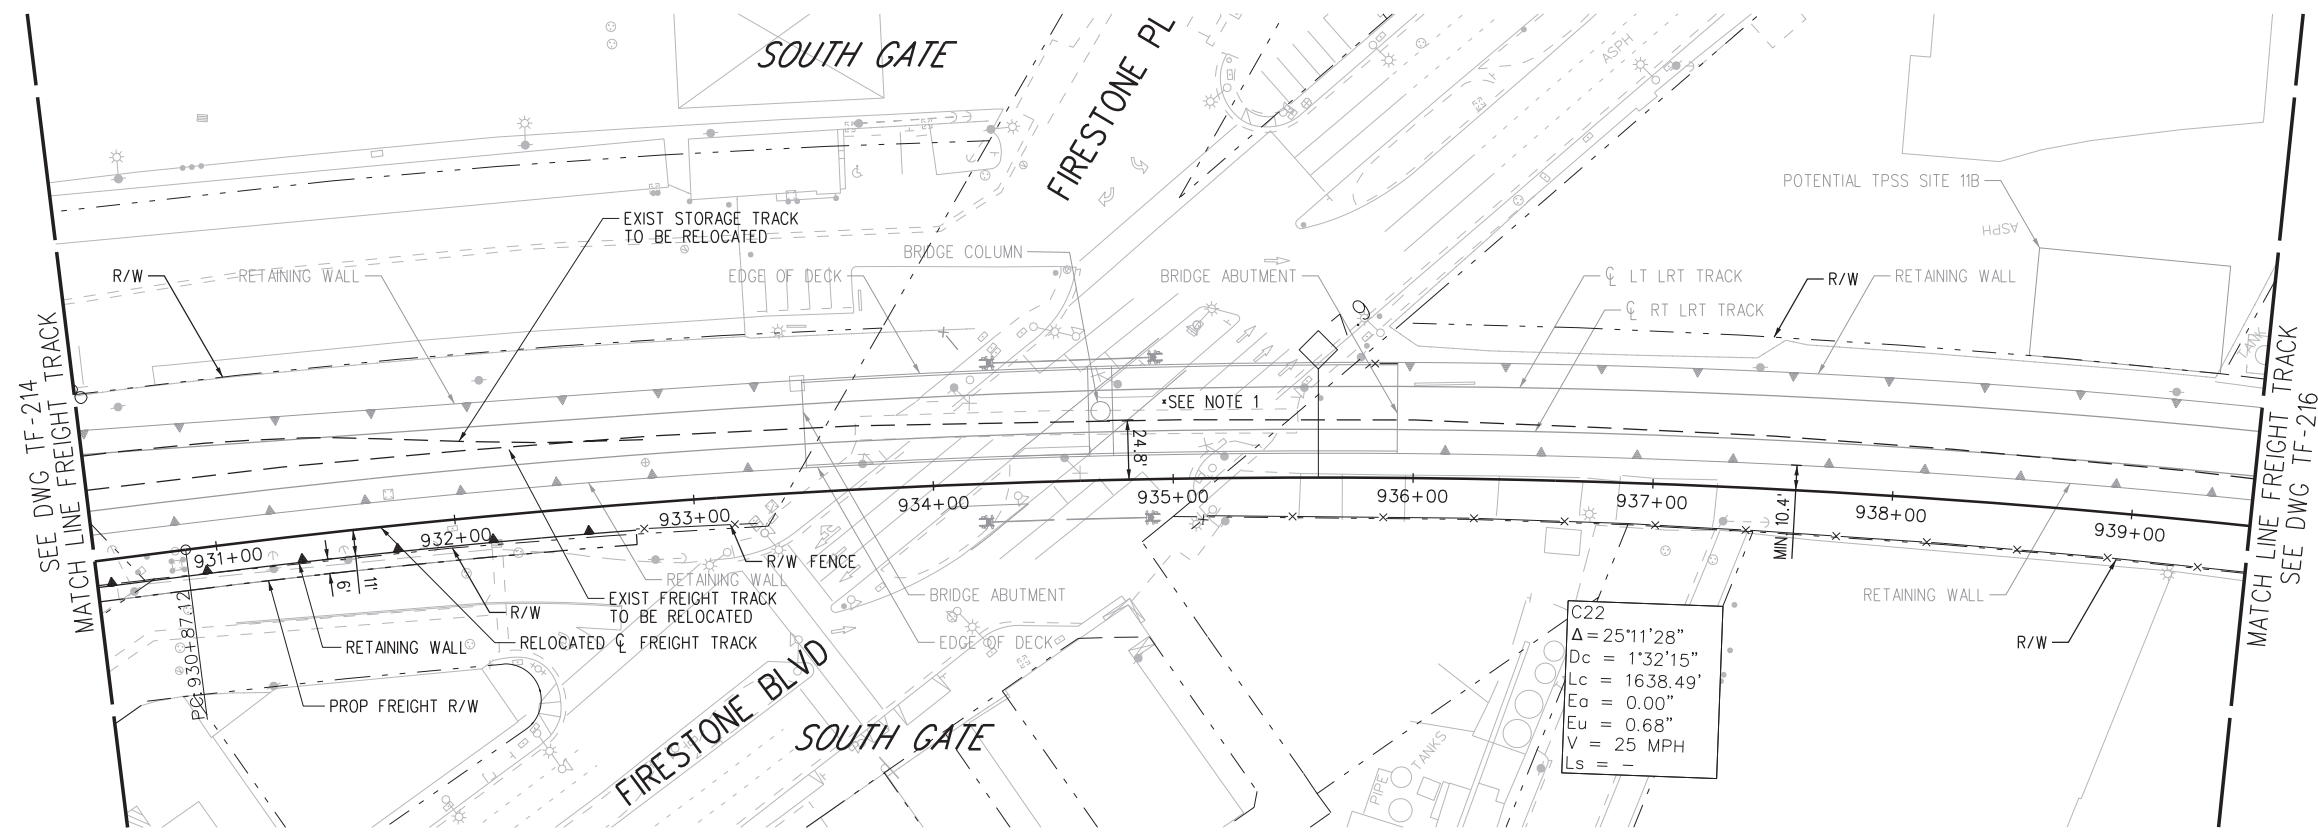 SOUTH GATE
FIRESTONE PL
ASPH
POTENTIAL TPSS SITE 11B
ASPH
EXIST STORAGE TRACK
TO BE RELOCATED
BRIDGE COLUMN
R/W
RETAINING WALL
EDGE OF DECK
BRIDGE ABUTMENT
℄ LT LRT TRACK
R/W
RETAINING WALL
℄ RT LRT TRACK
TANK
SEE DWG TF-214
MATCH LINE FREIGHT TRACK
*SEE NOTE 1
24.8'
931+00
932+00
933+00
934+00
935+00
936+00
937+00
938+00
939+00
MIN. 10.4'
MATCH LINE FREIGHT TRACK
SEE DWG TF-216
6'
11'
R/W FENCE
RETAINING WALL
EXIST FREIGHT TRACK
TO BE RELOCATED
BRIDGE ABUTMENT
RETAINING WALL
R/W
RELOCATED ℄ FREIGHT TRACK
EDGE OF DECK
RETAINING WALL
R/W
PC 930+87.12
PROP FREIGHT R/W
FIRESTONE BLVD
SOUTH GATE
C22
Δ=25°11'28"
Dc = 1°32'15"
Lc = 1638.49'
Ea = 0.00"
Eu = 0.68"
V = 25 MPH
Ls = -
PIPE
TANKS